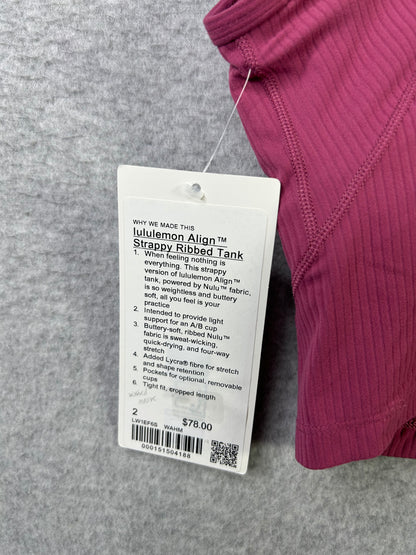 WHY WE MADE THIS
lululemon Align™
Strappy Ribbed Tank
1. When feeling nothing is
everything. This strappy
version of lululemon Align™
tank, powered by Nulu™ fabric,
is so weightless and buttery
soft, all you feel is your
practice
2. Intended to provide light
support for an A/B cup
3. Buttery-soft, ribbed Nulu™
fabric is sweat-wicking,
quick-drying, and four-way
stretch
4. Added Lycra® fibre for stretch
and shape retention
5. Pockets for optional, removable
cups
6. Tight fit, cropped length
2
$78.00
LW1EF6S WAHM
000151504188